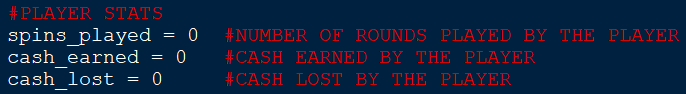 #PLAYER STATS
spins_played = 0  #NUMBER OF ROUNDS PLAYED BY THE PLAYER
cash_earned = 0   #CASH EARNED BY THE PLAYER
cash_lost = 0     #CASH LOST BY THE PLAYER